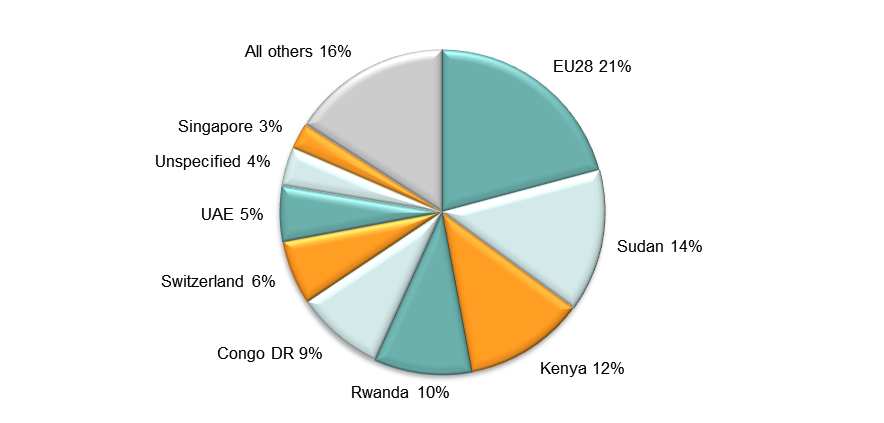 All others 16%
EU28 21%
Singapore 3%
Unspecified 4%
UAE 5%
Sudan 14%
Switzerland 6%
Congo DR 9%
Kenya 12%
Rwanda 10%